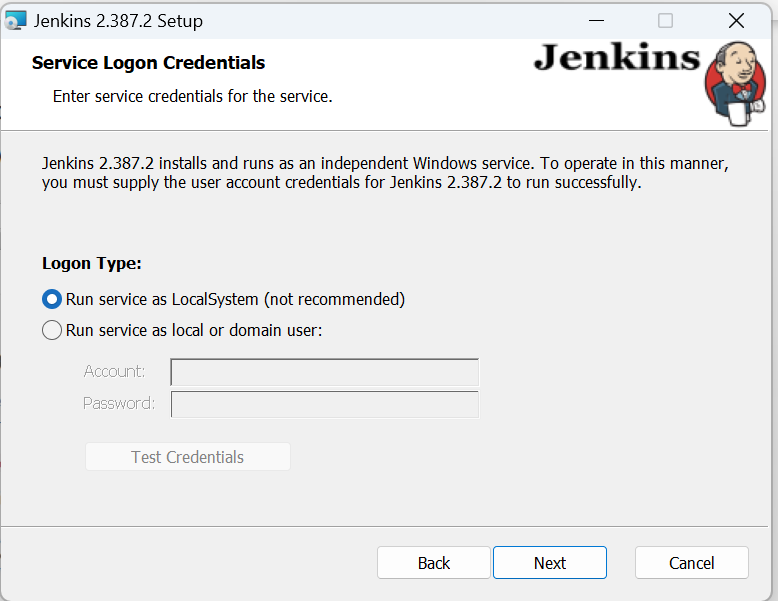 Jenkins 2.387.2 Setup
Service Logon Credentials
Jenkins
Enter service credentials for the service.
Jenkins 2.387.2 installs and runs as an independent Windows service. To operate in this manner,
you must supply the user account credentials for Jenkins 2.387.2 to run successfully.
Logon Type:
Run service as LocalSystem (not recommended)
Run service as local or domain user:
Account:
Password:
Test Credentials
Back
Next
Cancel